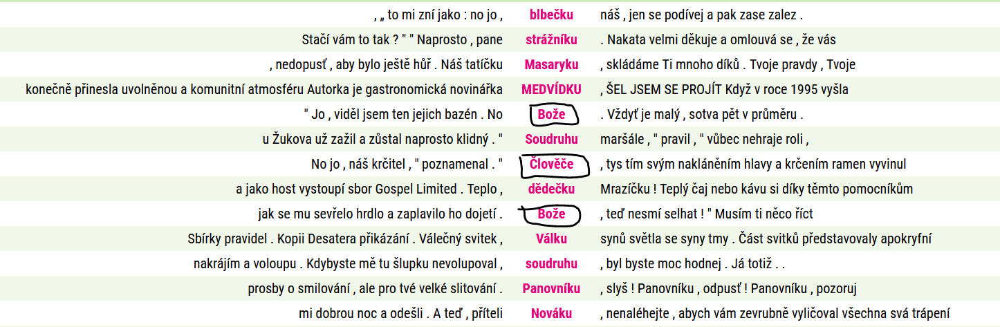 , „ to mi zní jako : no jo , blbečku náš , jen se podívej a pak zase zalez .
Stačí vám to tak ? " " Naprosto , pane strážníku . Nakata velmi děkuje a omlouvá se , že vás
, nedopusť , aby bylo ještě hůř . Náš tatíčku Masaryku , skládáme Ti mnoho díků . Tvoje pravdy , Tvoje
konečně přinesla uvolněnou a komunitní atmosféru Autorka je gastronomická novinářka MEDVÍDKU , ŠEL JSEM SE PROJÍT Když v roce 1995 vyšla
" Jo , viděl jsem ten jejich bazén . No Bože . Vždyť je malý , sotva pět v průměru .
u Žukova už zažil a zůstal naprosto klidný . " Soudruhu maršále , " pravil , " vůbec nehraje roli ,
No jo , náš krčitel , " poznamenal . " Člověče , tys tím svým nakláněním hlavy a krčením ramen vyvinul
a jako host vystoupí sbor Gospel Limited . Teplo , dědečku Mrazíčku ! Teplý čaj nebo kávu si díky těmto pomocníkům
jak se mu sevřelo hrdlo a zaplavilo ho dojetí . Bože , teď nesmí selhat ! " Musím ti něco říct
Sbírky pravidel . Kopii Desatera přikázání . Válečný svitek , Válku synů světla se syny tmy . Část svitků představovaly apokryfní
nakrájím a voloupu . Kdybyste mě tu šlupku nevolupoval , soudruhu , byl byste moc hodnej . Já totiž . .
prosby o smilování , ale pro tvé velké slitování . Panovníku , slyš ! Panovníku , odpusť ! Panovníku , pozoruj
mi dobrou noc a odešli . A teď , příteli Nováku , nenaléhejte , abych vám zevrubně vyličoval všechna svá trápení